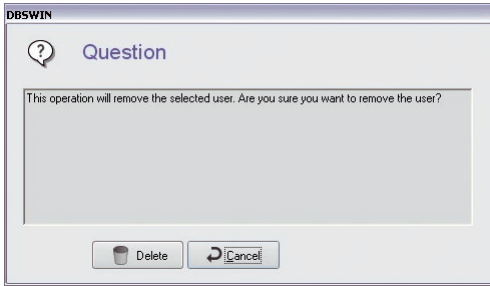 DBSWIN
Question
This operation will remove the selected user. Are you sure you want to remove the user?
Delete
Cancel